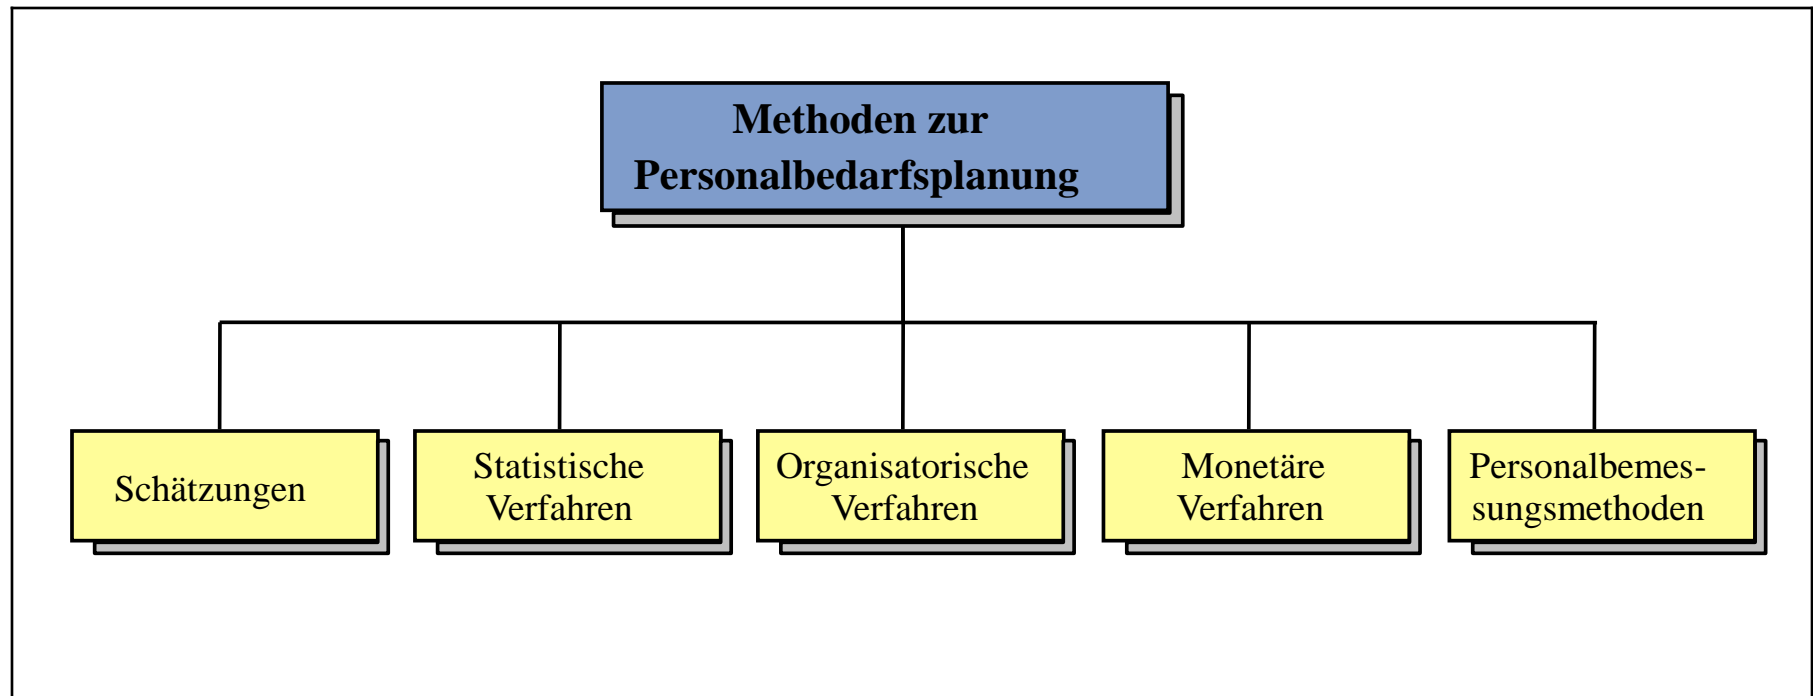 Methoden zur
Personalbedarfsplanung
Schätzungen
Statistische
Verfahren
Organisatorische
Verfahren
Monetäre
Verfahren
Personalbemes-
sungsmethoden